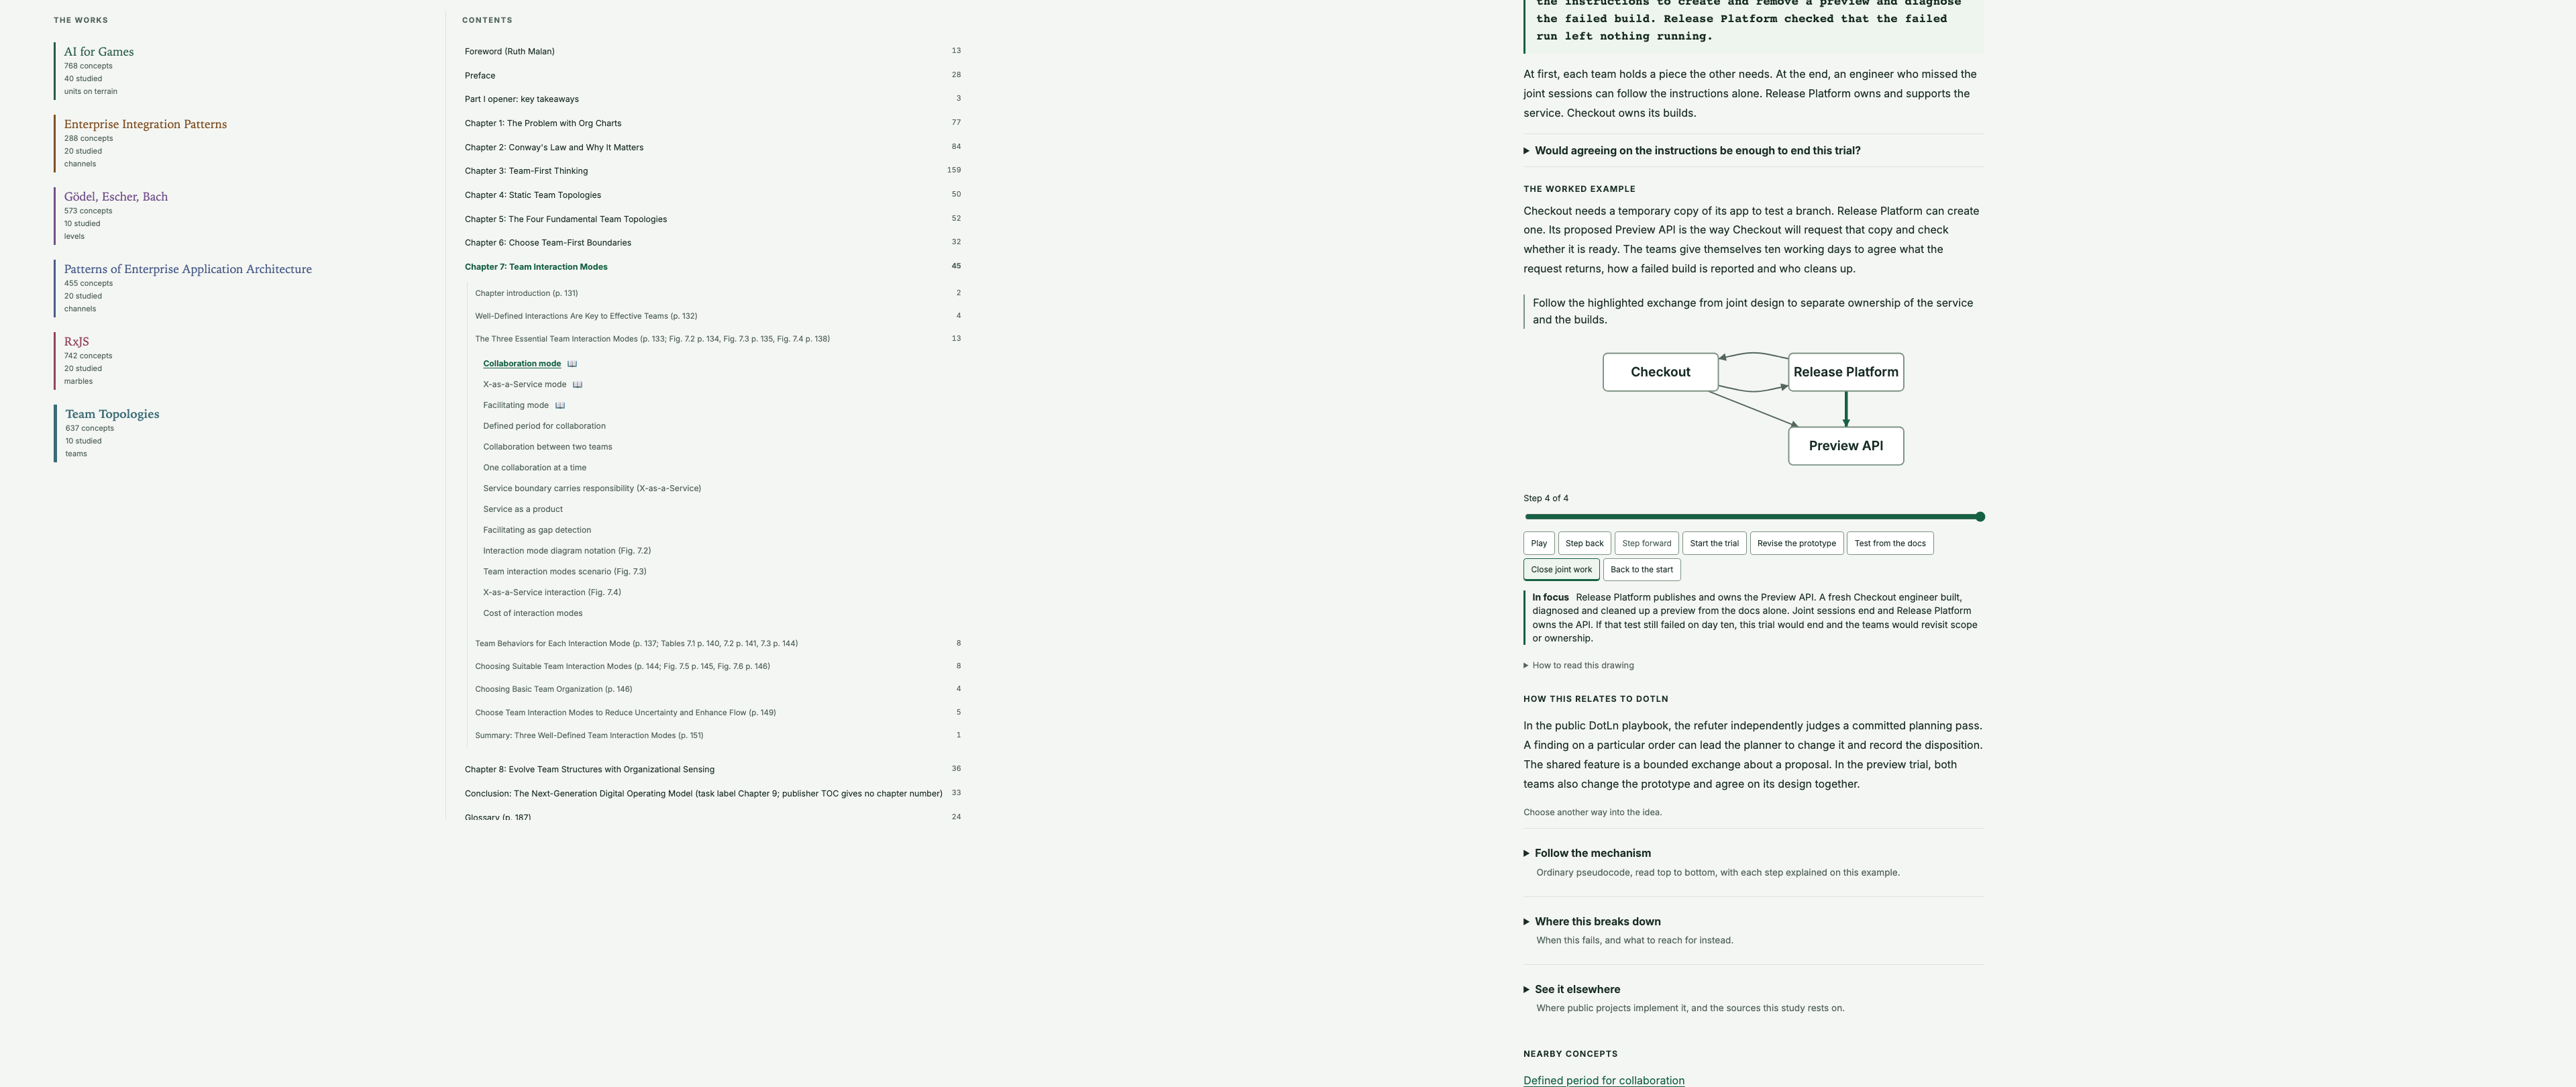 THE WORKS
AI for Games
768 concepts
40 studied
units on terrain
Enterprise Integration Patterns
288 concepts
20 studied
channels
Gödel, Escher, Bach
573 concepts
10 studied
levels
Patterns of Enterprise Application Architecture
455 concepts
20 studied
channels
RxJS
742 concepts
20 studied
marbles
Team Topologies
637 concepts
10 studied
teams
CONTENTS
Foreword (Ruth Malan) 13
Preface 28
Part I opener: key takeaways 3
Chapter 1: The Problem with Org Charts 77
Chapter 2: Conway's Law and Why It Matters 84
Chapter 3: Team-First Thinking 159
Chapter 4: Static Team Topologies 50
Chapter 5: The Four Fundamental Team Topologies 52
Chapter 6: Choose Team-First Boundaries 32
Chapter 7: Team Interaction Modes 45
Chapter introduction (p. 131) 2
Well-Defined Interactions Are Key to Effective Teams (p. 132) 4
The Three Essential Team Interaction Modes (p. 133; Fig. 7.2 p. 134, Fig. 7.3 p. 135, Fig. 7.4 p. 138) 13
Collaboration mode
X-as-a-Service mode
Facilitating mode
Defined period for collaboration
Collaboration between two teams
One collaboration at a time
Service boundary carries responsibility (X-as-a-Service)
Service as a product
Facilitating as gap detection
Interaction mode diagram notation (Fig. 7.2)
Team interaction modes scenario (Fig. 7.3)
X-as-a-Service interaction (Fig. 7.4)
Cost of interaction modes
Team Behaviors for Each Interaction Mode (p. 137; Tables 7.1 p. 140, 7.2 p. 141, 7.3 p. 144) 8
Choosing Suitable Team Interaction Modes (p. 144; Fig. 7.5 p. 145, Fig. 7.6 p. 146) 8
Choosing Basic Team Organization (p. 146) 4
Choose Team Interaction Modes to Reduce Uncertainty and Enhance Flow (p. 149) 5
Summary: Three Well-Defined Team Interaction Modes (p. 151) 1
Chapter 8: Evolve Team Structures with Organizational Sensing 36
Conclusion: The Next-Generation Digital Operating Model (task label Chapter 9; publisher TOC gives no chapter number) 33
Glossary (p. 187) 24
the instructions to create and remove a preview and diagnose
the failed build. Release Platform checked that the failed
run left nothing running.
At first, each team holds a piece the other needs. At the end, an engineer who missed the
joint sessions can follow the instructions alone. Release Platform owns and supports the
service. Checkout owns its builds.
Would agreeing on the instructions be enough to end this trial?
THE WORKED EXAMPLE
Checkout needs a temporary copy of its app to test a branch. Release Platform can create
one. Its proposed Preview API is the way Checkout will request that copy and check
whether it is ready. The teams give themselves ten working days to agree what the
request returns, how a failed build is reported and who cleans up.
Follow the highlighted exchange from joint design to separate ownership of the service
and the builds.
Checkout
Release Platform
Preview API
Step 4 of 4
Play Step back Step forward Start the trial Revise the prototype Test from the docs
Close joint work Back to the start
In focus Release Platform publishes and owns the Preview API. A fresh Checkout engineer built,
diagnosed and cleaned up a preview from the docs alone. Joint sessions end and Release Platform
owns the API. If that test still failed on day ten, this trial would end and the teams would revisit scope
or ownership.
How to read this drawing
HOW THIS RELATES TO DOTLN
In the public DotLn playbook, the refuter independently judges a committed planning pass.
A finding on a particular order can lead the planner to change it and record the disposition.
The shared feature is a bounded exchange about a proposal. In the preview trial, both
teams also change the prototype and agree on its design together.
Choose another way into the idea.
Follow the mechanism
Ordinary pseudocode, read top to bottom, with each step explained on this example.
Where this breaks down
When this fails, and what to reach for instead.
See it elsewhere
Where public projects implement it, and the sources this study rests on.
NEARBY CONCEPTS
Defined period for collaboration